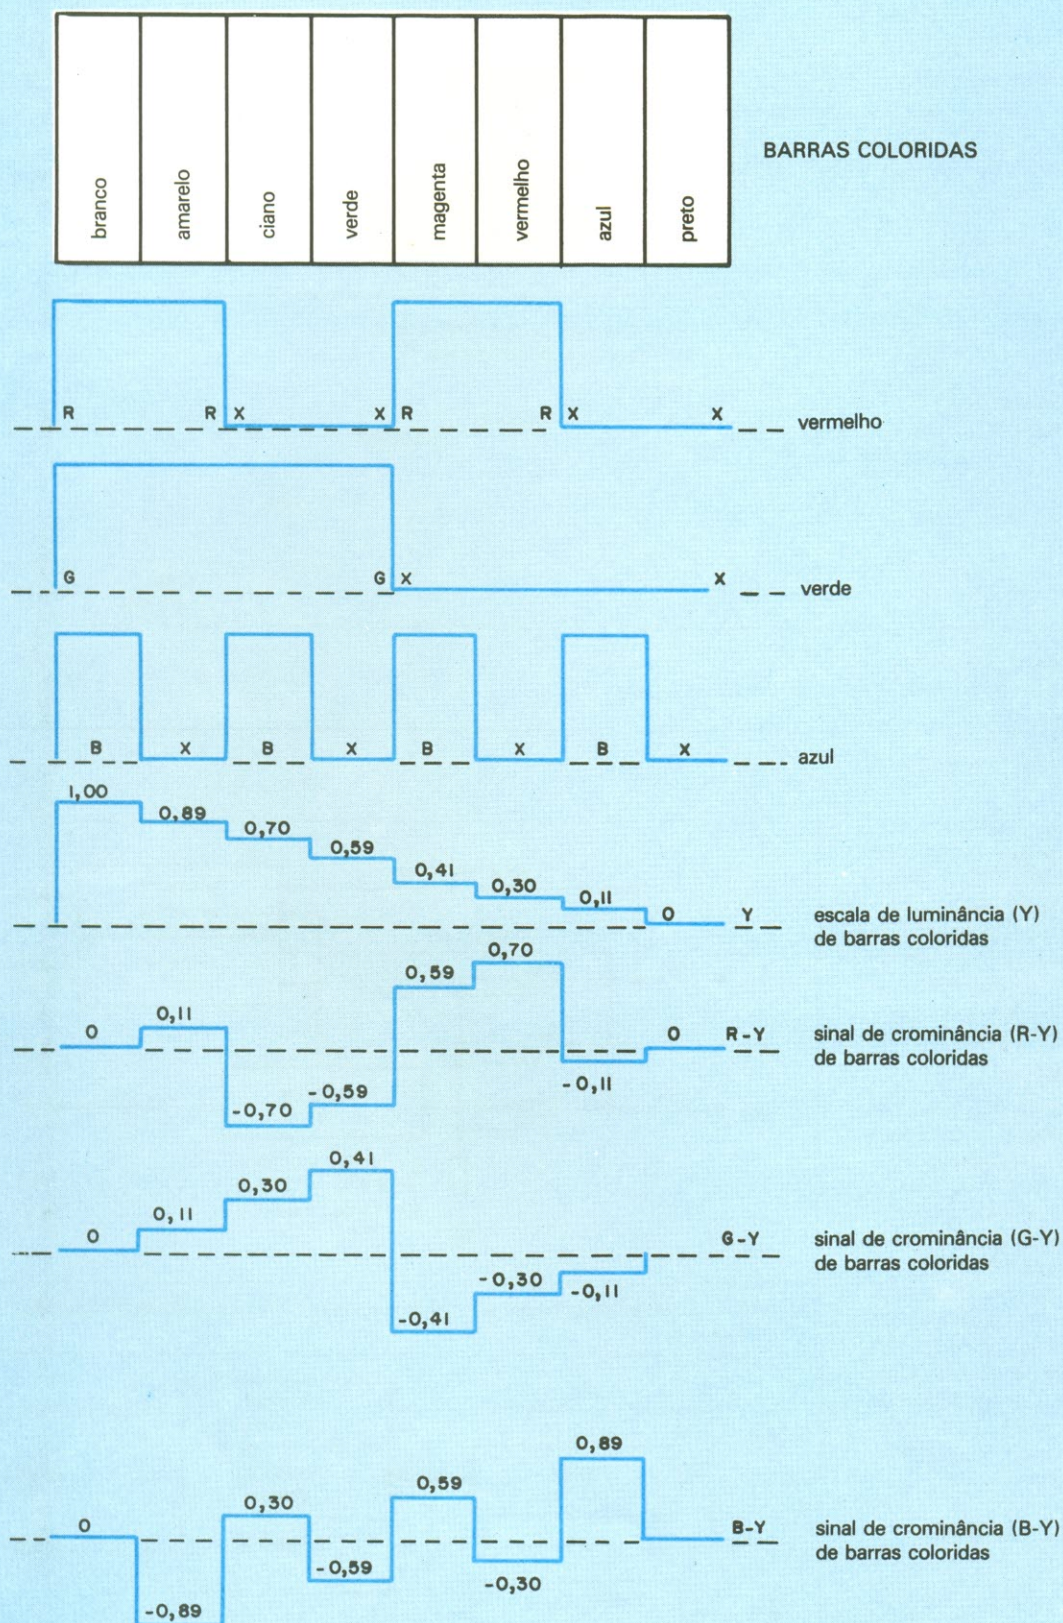 BARRAS COLORIDAS
branco
amarelo
ciano
verde
magenta
vermelho
azul
preto
R R X X R R X X
vermelho
G G X X
verde
B X B X B X B X
azul
1,00
0,89
0,70
0,59
0,41
0,30
0,11
0
Y
escala de luminância (Y)
de barras coloridas
0
0,11
-0,70
-0,59
0,59
0,70
-0,11
0
R-Y
sinal de crominância (R-Y)
de barras coloridas
0
0,11
0,30
0,41
-0,41
-0,30
-0,11
G-Y
sinal de crominância (G-Y)
de barras coloridas
0
-0,89
0,30
-0,59
0,59
-0,30
0,89
B-Y
sinal de crominância (B-Y)
de barras coloridas